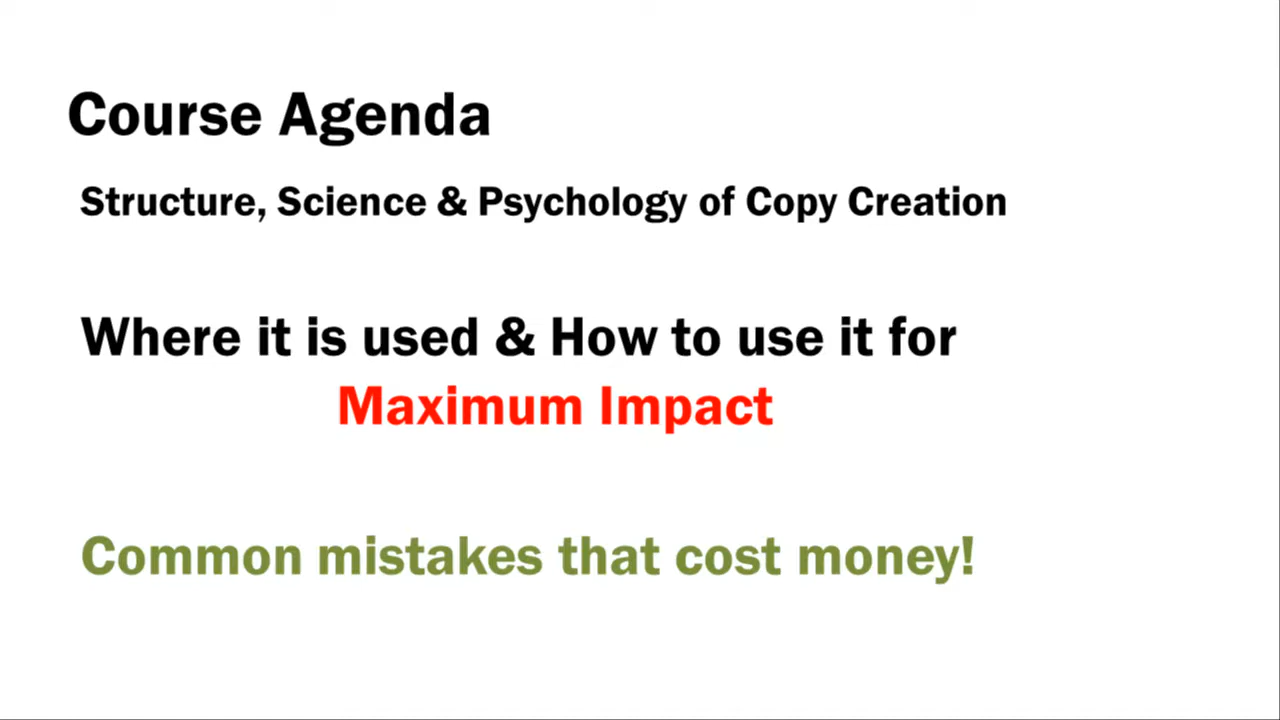 Course Agenda
Structure, Science & Psychology of Copy Creation
Where it is used & How to use it for
Maximum Impact
Common mistakes that cost money!